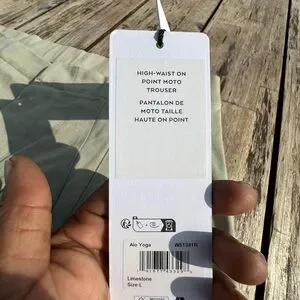 HIGH-WAIST ON
POINT MOTO
TROUSER
PANTALON DE
MOTO TAILLE
HAUTE ON POINT
Alo Yoga
Limestone
Size L